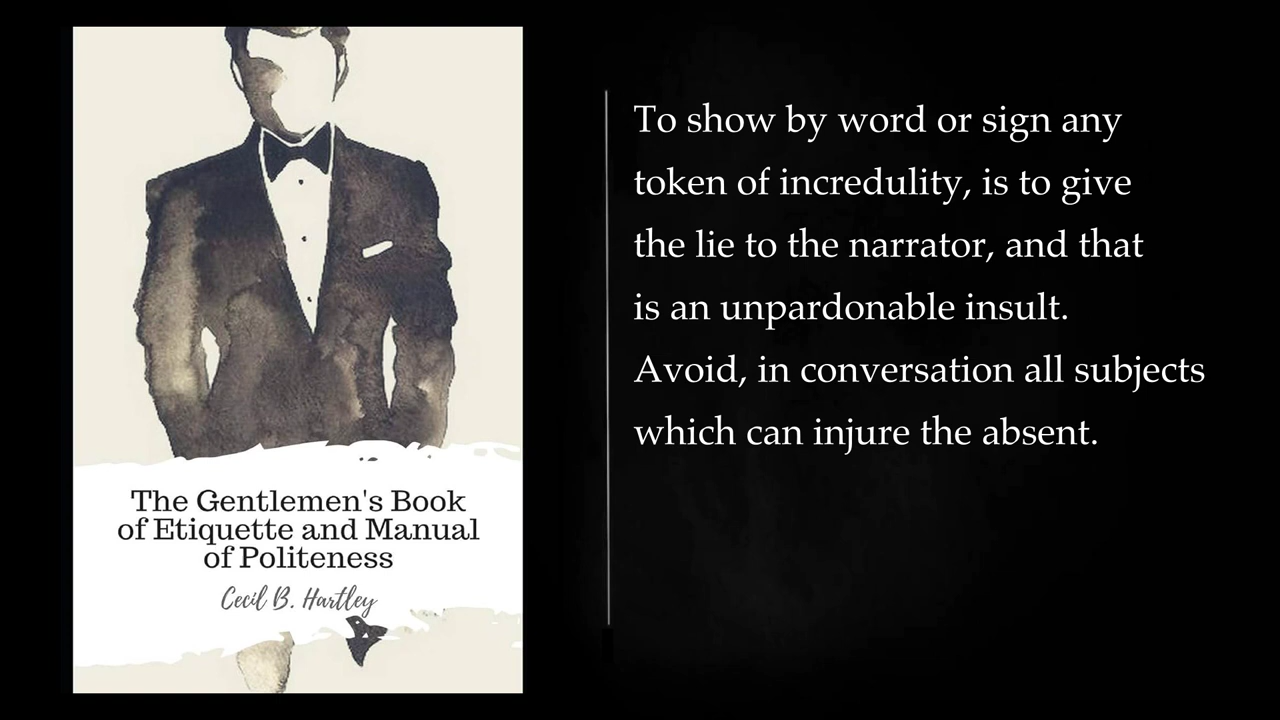 The Gentlemen's Book
of Etiquette and Manual
of Politeness
Cecil B. Hartley
To show by word or sign any
token of incredulity, is to give
the lie to the narrator, and that
is an unpardonable insult.
Avoid, in conversation all subjects
which can injure the absent.